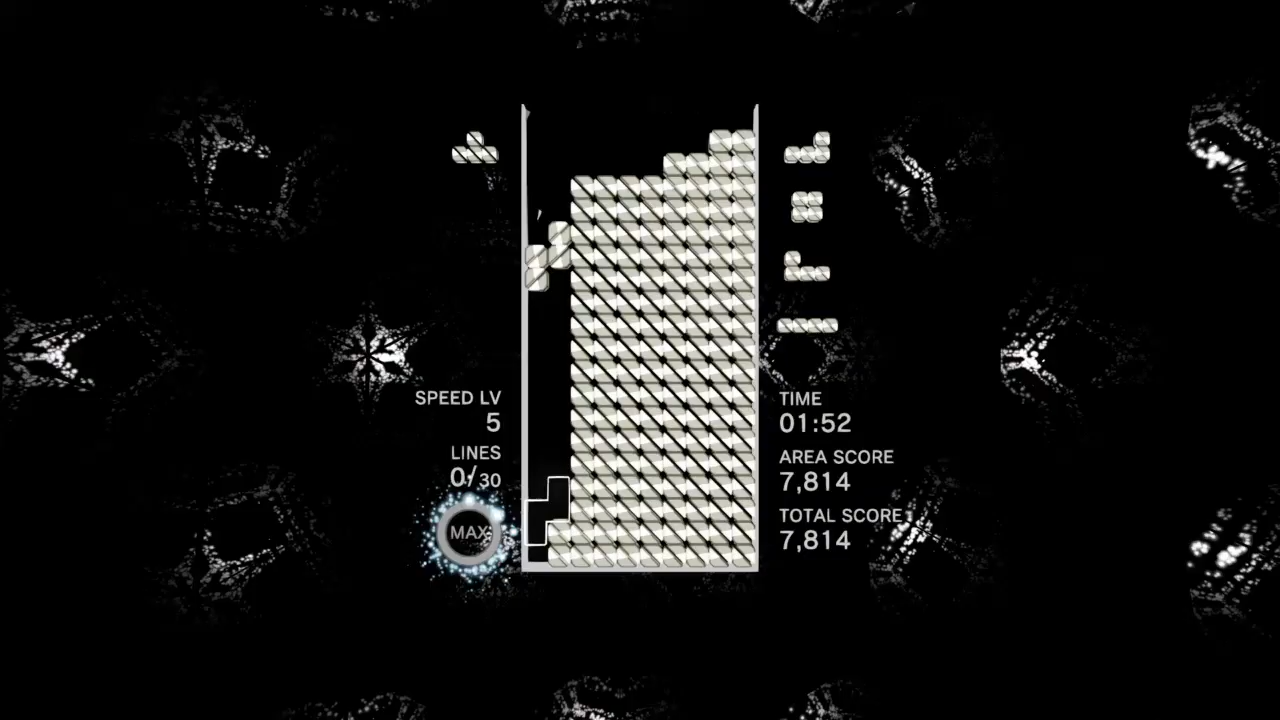 SPEED LV
5
LINES
0/30
MAX
TIME
01:52
AREA SCORE
7,814
TOTAL SCORE
7,814